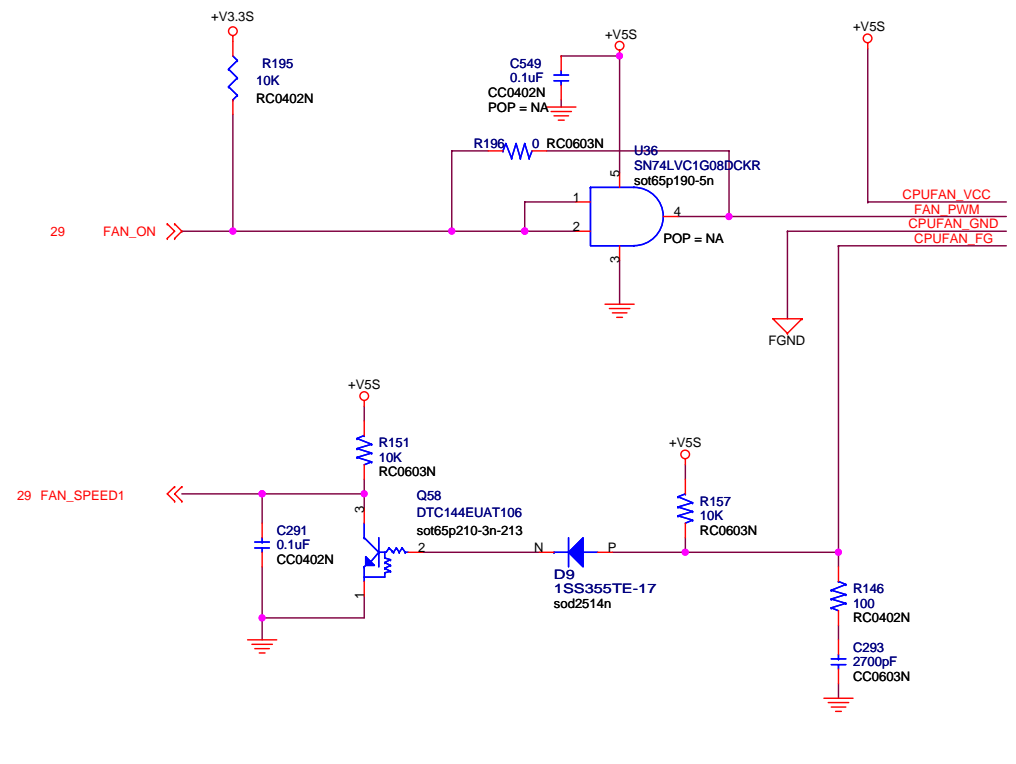 +V3.3S
R195
10K
RC0402N
+V5S
C549
0.1uF
CC0402N
POP = NA
+V5S
R196
0
RC0603N
U36
SN74LVC1G08DCKR
sot65p190-5n
5
1
2
4
3
POP = NA
29
FAN_ON
CPUFAN_VCC
FAN_PWM
CPUFAN_GND
CPUFAN_FG
FGND
+V5S
R151
10K
RC0603N
29
FAN_SPEED1
Q58
DTC144EUAT106
sot65p210-3n-213
3
2
1
C291
0.1uF
CC0402N
+V5S
R157
10K
RC0603N
N
P
D9
1SS355TE-17
sod2514n
R146
100
RC0402N
C293
2700pF
CC0603N